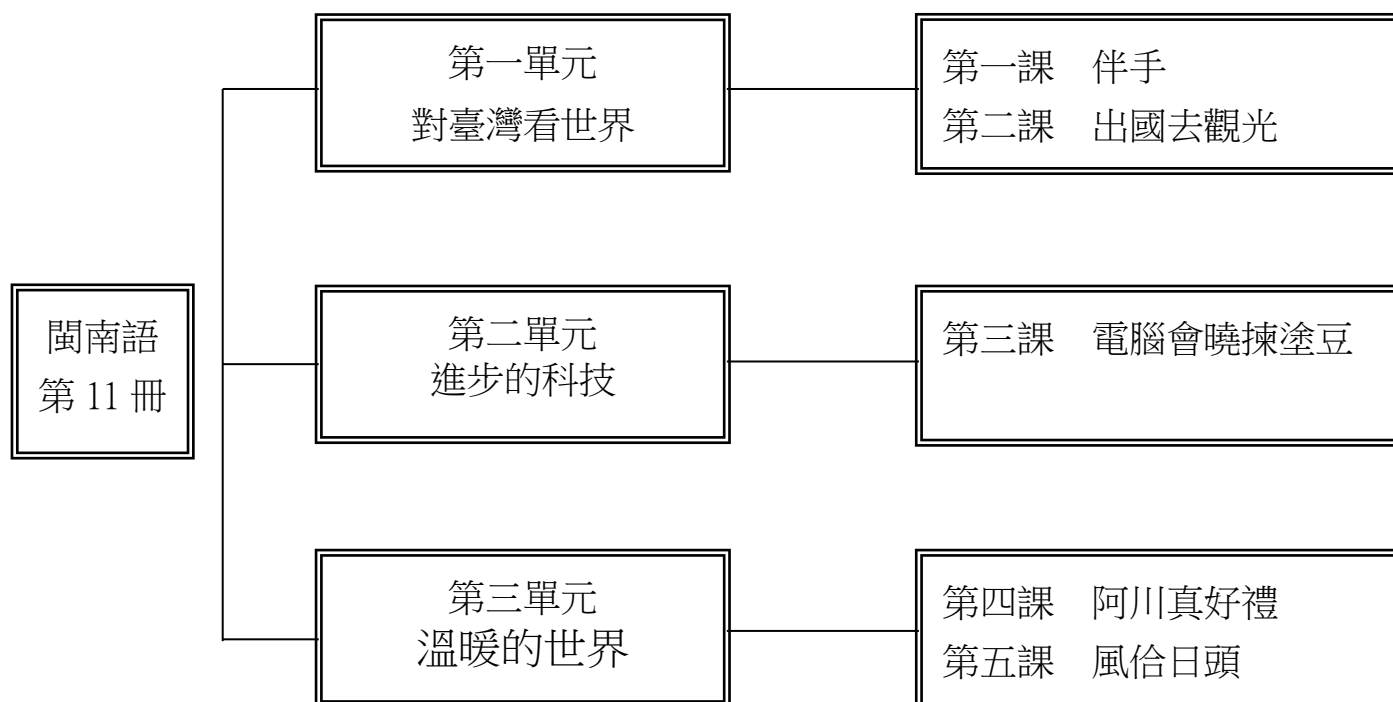 第一單元
對臺灣看世界
第一課 伴手
第二課 出國去觀光
閩南語
第 11 冊
第二單元
進步的科技
第三課 電腦會曉揀塗豆
第三單元
溫暖的世界
第四課 阿川真好禮
第五課 風佮日頭